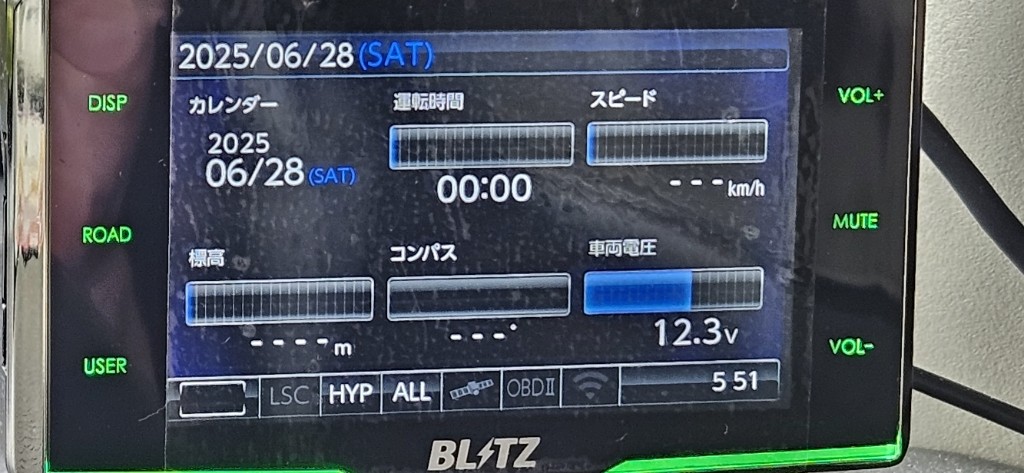 2025/06/28(SAT)
DISP
カレンダー
運転時間
スピード
VOL+
2025
06/28(SAT)
00:00
---km/h
ROAD
MUTE
標高
コンパス
車両電圧
----m
---°
12.3v
USER
VOL-
LSC
HYP
ALL
OBDⅡ
5 51
BLITZ